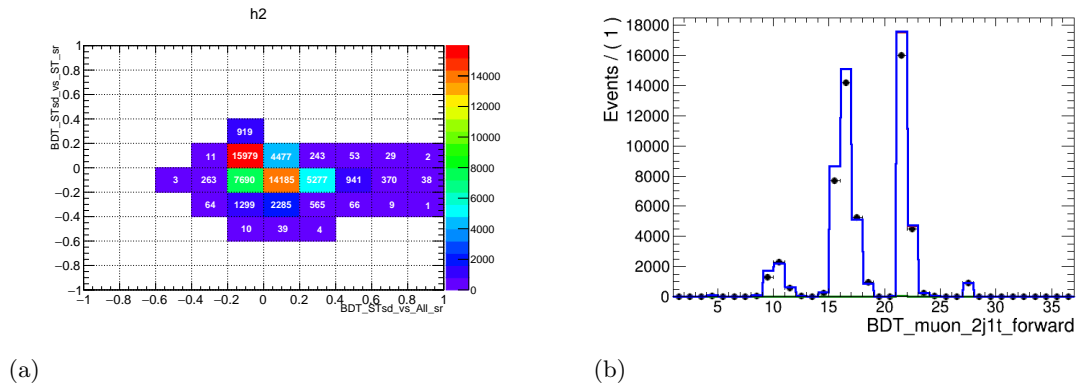 h2
BDT_STsd_vs_ST_sr
1
0.8
0.6
0.4
0.2
0
−0.2
−0.4
−0.6
−0.8
−1
919
11 15979 4477 243 53 29 2
3 263 7690 14185 5277 941 370 38
64 1299 2285 565 66 9 1
10 39 4
−1 −0.8 −0.6 −0.4 −0.2 0 0.2 0.4 0.6 0.8 1
BDT_STsd_vs_All_sr
14000
12000
10000
8000
6000
4000
2000
0
(a)
Events / ( 1 )
18000
16000
14000
12000
10000
8000
6000
4000
2000
0
10 15 20 25 30 35
BDT_muon_2j1t_forward
(b)